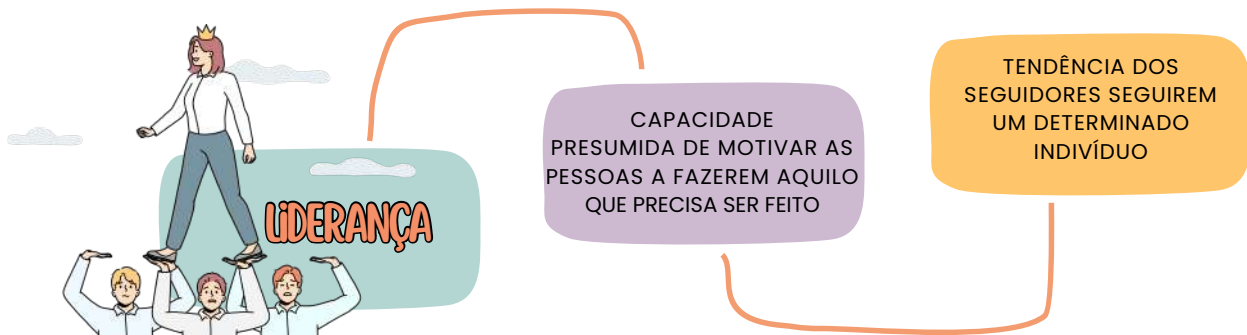 LiDERANÇA
CAPACIDADE
PRESUMIDA DE MOTIVAR AS
PESSOAS A FAZEREM AQUILO
QUE PRECISA SER FEITO
TENDÊNCIA DOS
SEGUIDORES SEGUIREM
UM DETERMINADO
INDIVÍDUO